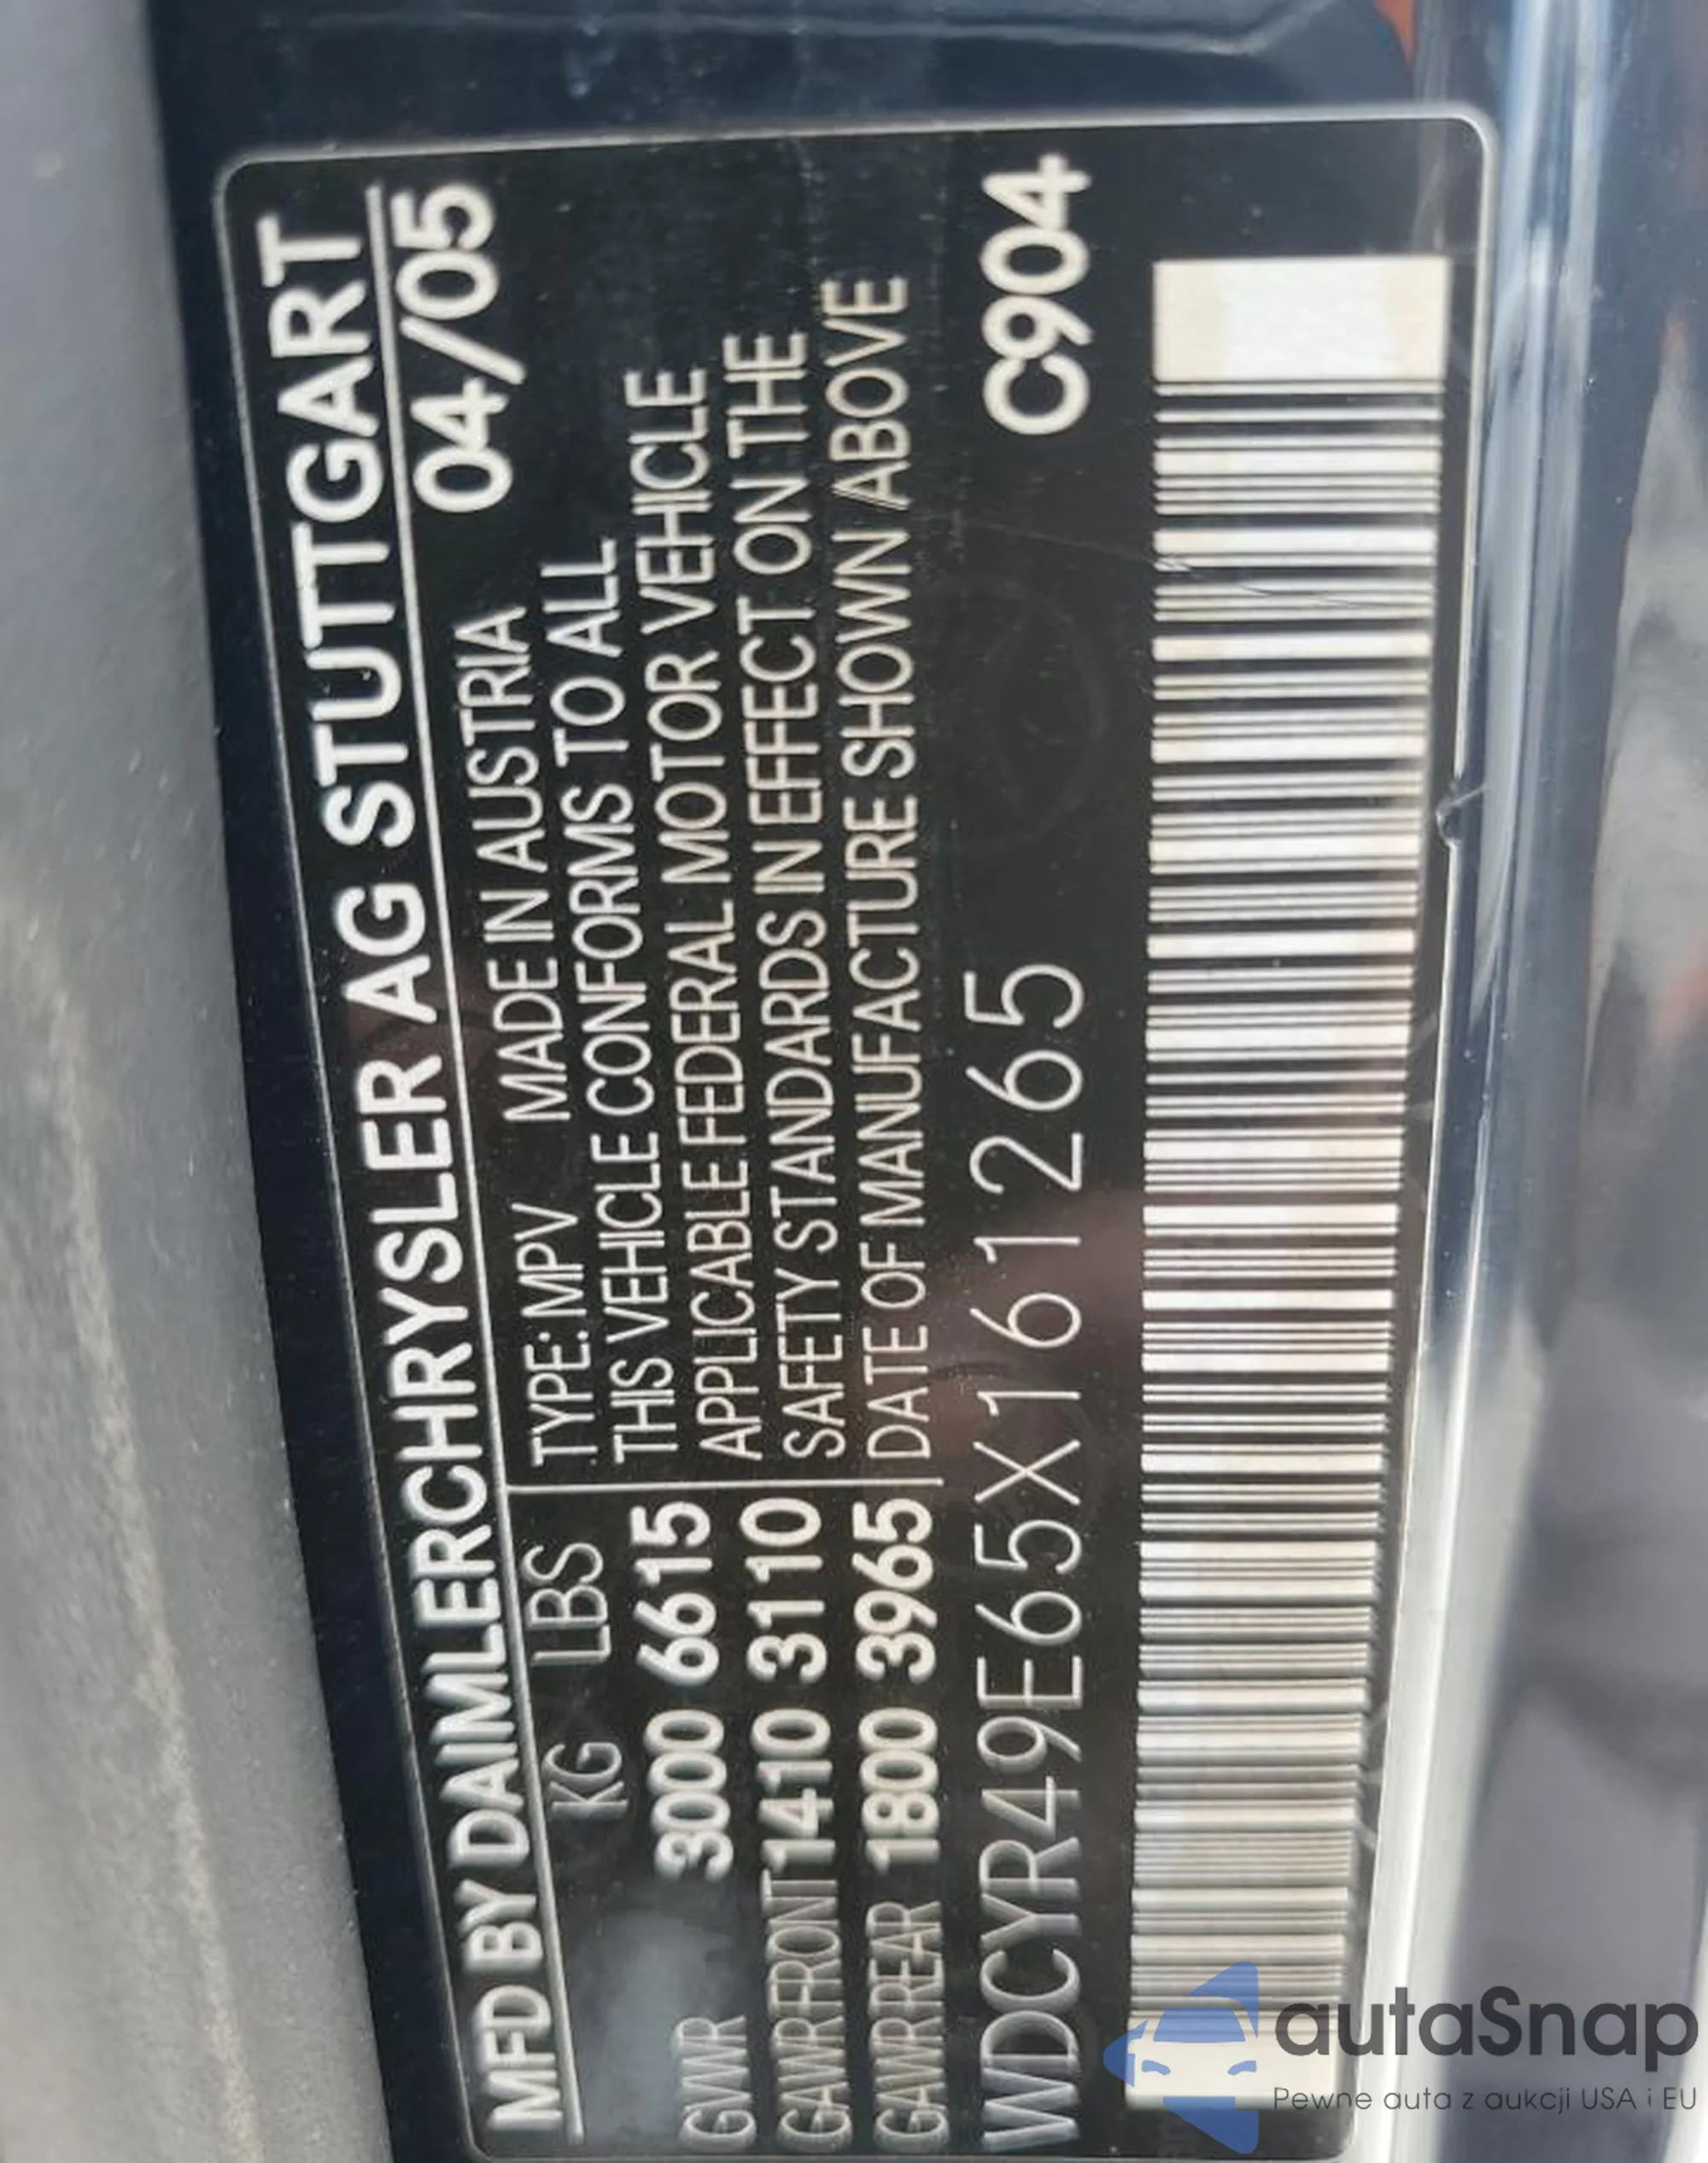 MFD BY DAIMLERCHRYSLER AG STUTTGART
04/05
KG LBS TYPE: MPV MADE IN AUSTRIA
THIS VEHICLE CONFORMS TO ALL
GVWR 3000 6615 APPLICABLE FEDERAL MOTOR VEHICLE
GAWRFRONT 1410 3110 SAFETY STANDARDS IN EFFECT ON THE
GAWRREAR 1800 3965 DATE OF MANUFACTURE SHOWN ABOVE
WDCYR49E65X161265 C904
autaSnap
Pewne auta z aukcji USA i EU